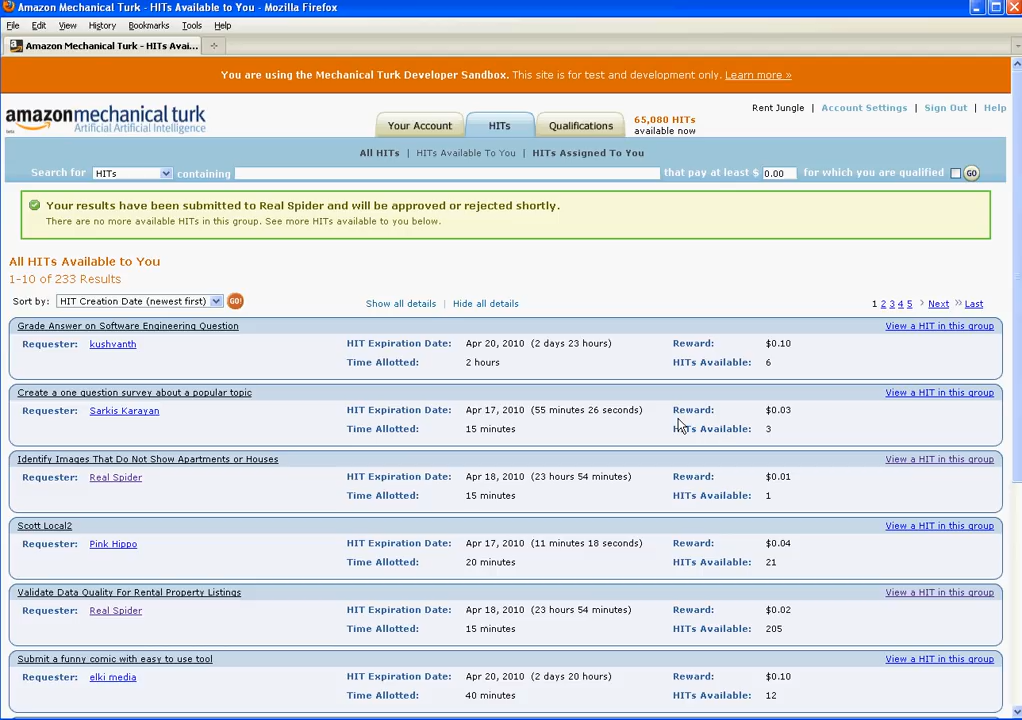 Amazon Mechanical Turk - HITs Available to You - Mozilla Firefox
File Edit View History Bookmarks Tools Help
Amazon Mechanical Turk - HITs Avai...
You are using the Mechanical Turk Developer Sandbox. This site is for test and development only. Learn more »
Rent Jungle | Account Settings | Sign Out | Help
amazonmechanical turk
beta Artificial Artificial Intelligence
Your Account HITs Qualifications 65,080 HITs
available now
All HITs | HITs Available To You | HITs Assigned To You
Search for HITs containing that pay at least $ 0.00 for which you are qualified GO
Your results have been submitted to Real Spider and will be approved or rejected shortly.
There are no more available HITs in this group. See more HITs available to you below.
All HITs Available to You
1-10 of 233 Results
Sort by: HIT Creation Date (newest first) GO! Show all details | Hide all details 1 2 3 4 5 › Next » Last
Grade Answer on Software Engineering Question View a HIT in this group
Requester: kushvanth HIT Expiration Date: Apr 20, 2010 (2 days 23 hours) Reward: $0.10
Time Allotted: 2 hours HITs Available: 6
Create a one question survey about a popular topic View a HIT in this group
Requester: Sarkis Karayan HIT Expiration Date: Apr 17, 2010 (55 minutes 26 seconds) Reward: $0.03
Time Allotted: 15 minutes HITs Available: 3
Identify Images That Do Not Show Apartments or Houses View a HIT in this group
Requester: Real Spider HIT Expiration Date: Apr 18, 2010 (23 hours 54 minutes) Reward: $0.01
Time Allotted: 15 minutes HITs Available: 1
Scott Local2 View a HIT in this group
Requester: Pink Hippo HIT Expiration Date: Apr 17, 2010 (11 minutes 18 seconds) Reward: $0.04
Time Allotted: 20 minutes HITs Available: 21
Validate Data Quality For Rental Property Listings View a HIT in this group
Requester: Real Spider HIT Expiration Date: Apr 18, 2010 (23 hours 54 minutes) Reward: $0.02
Time Allotted: 15 minutes HITs Available: 205
Submit a funny comic with easy to use tool View a HIT in this group
Requester: elki media HIT Expiration Date: Apr 20, 2010 (2 days 20 hours) Reward: $0.10
Time Allotted: 40 minutes HITs Available: 12